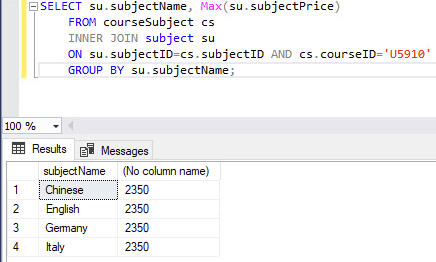 SELECT su.subjectName, Max(su.subjectPrice)
FROM courseSubject cs
INNER JOIN subject su
ON su.subjectID=cs.subjectID AND cs.courseID='U5910'
GROUP BY su.subjectName;
100 %
Results Messages
subjectName (No column name)
1 Chinese 2350
2 English 2350
3 Germany 2350
4 Italy 2350